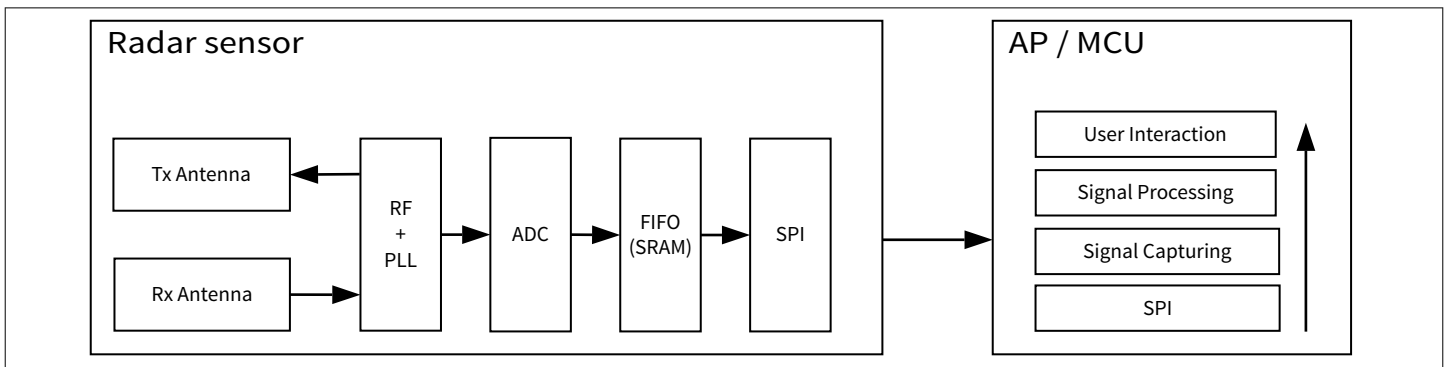 Radar sensor
Tx Antenna
Rx Antenna
RF
+
PLL
ADC
FIFO
(SRAM)
SPI
AP / MCU
User Interaction
Signal Processing
Signal Capturing
SPI